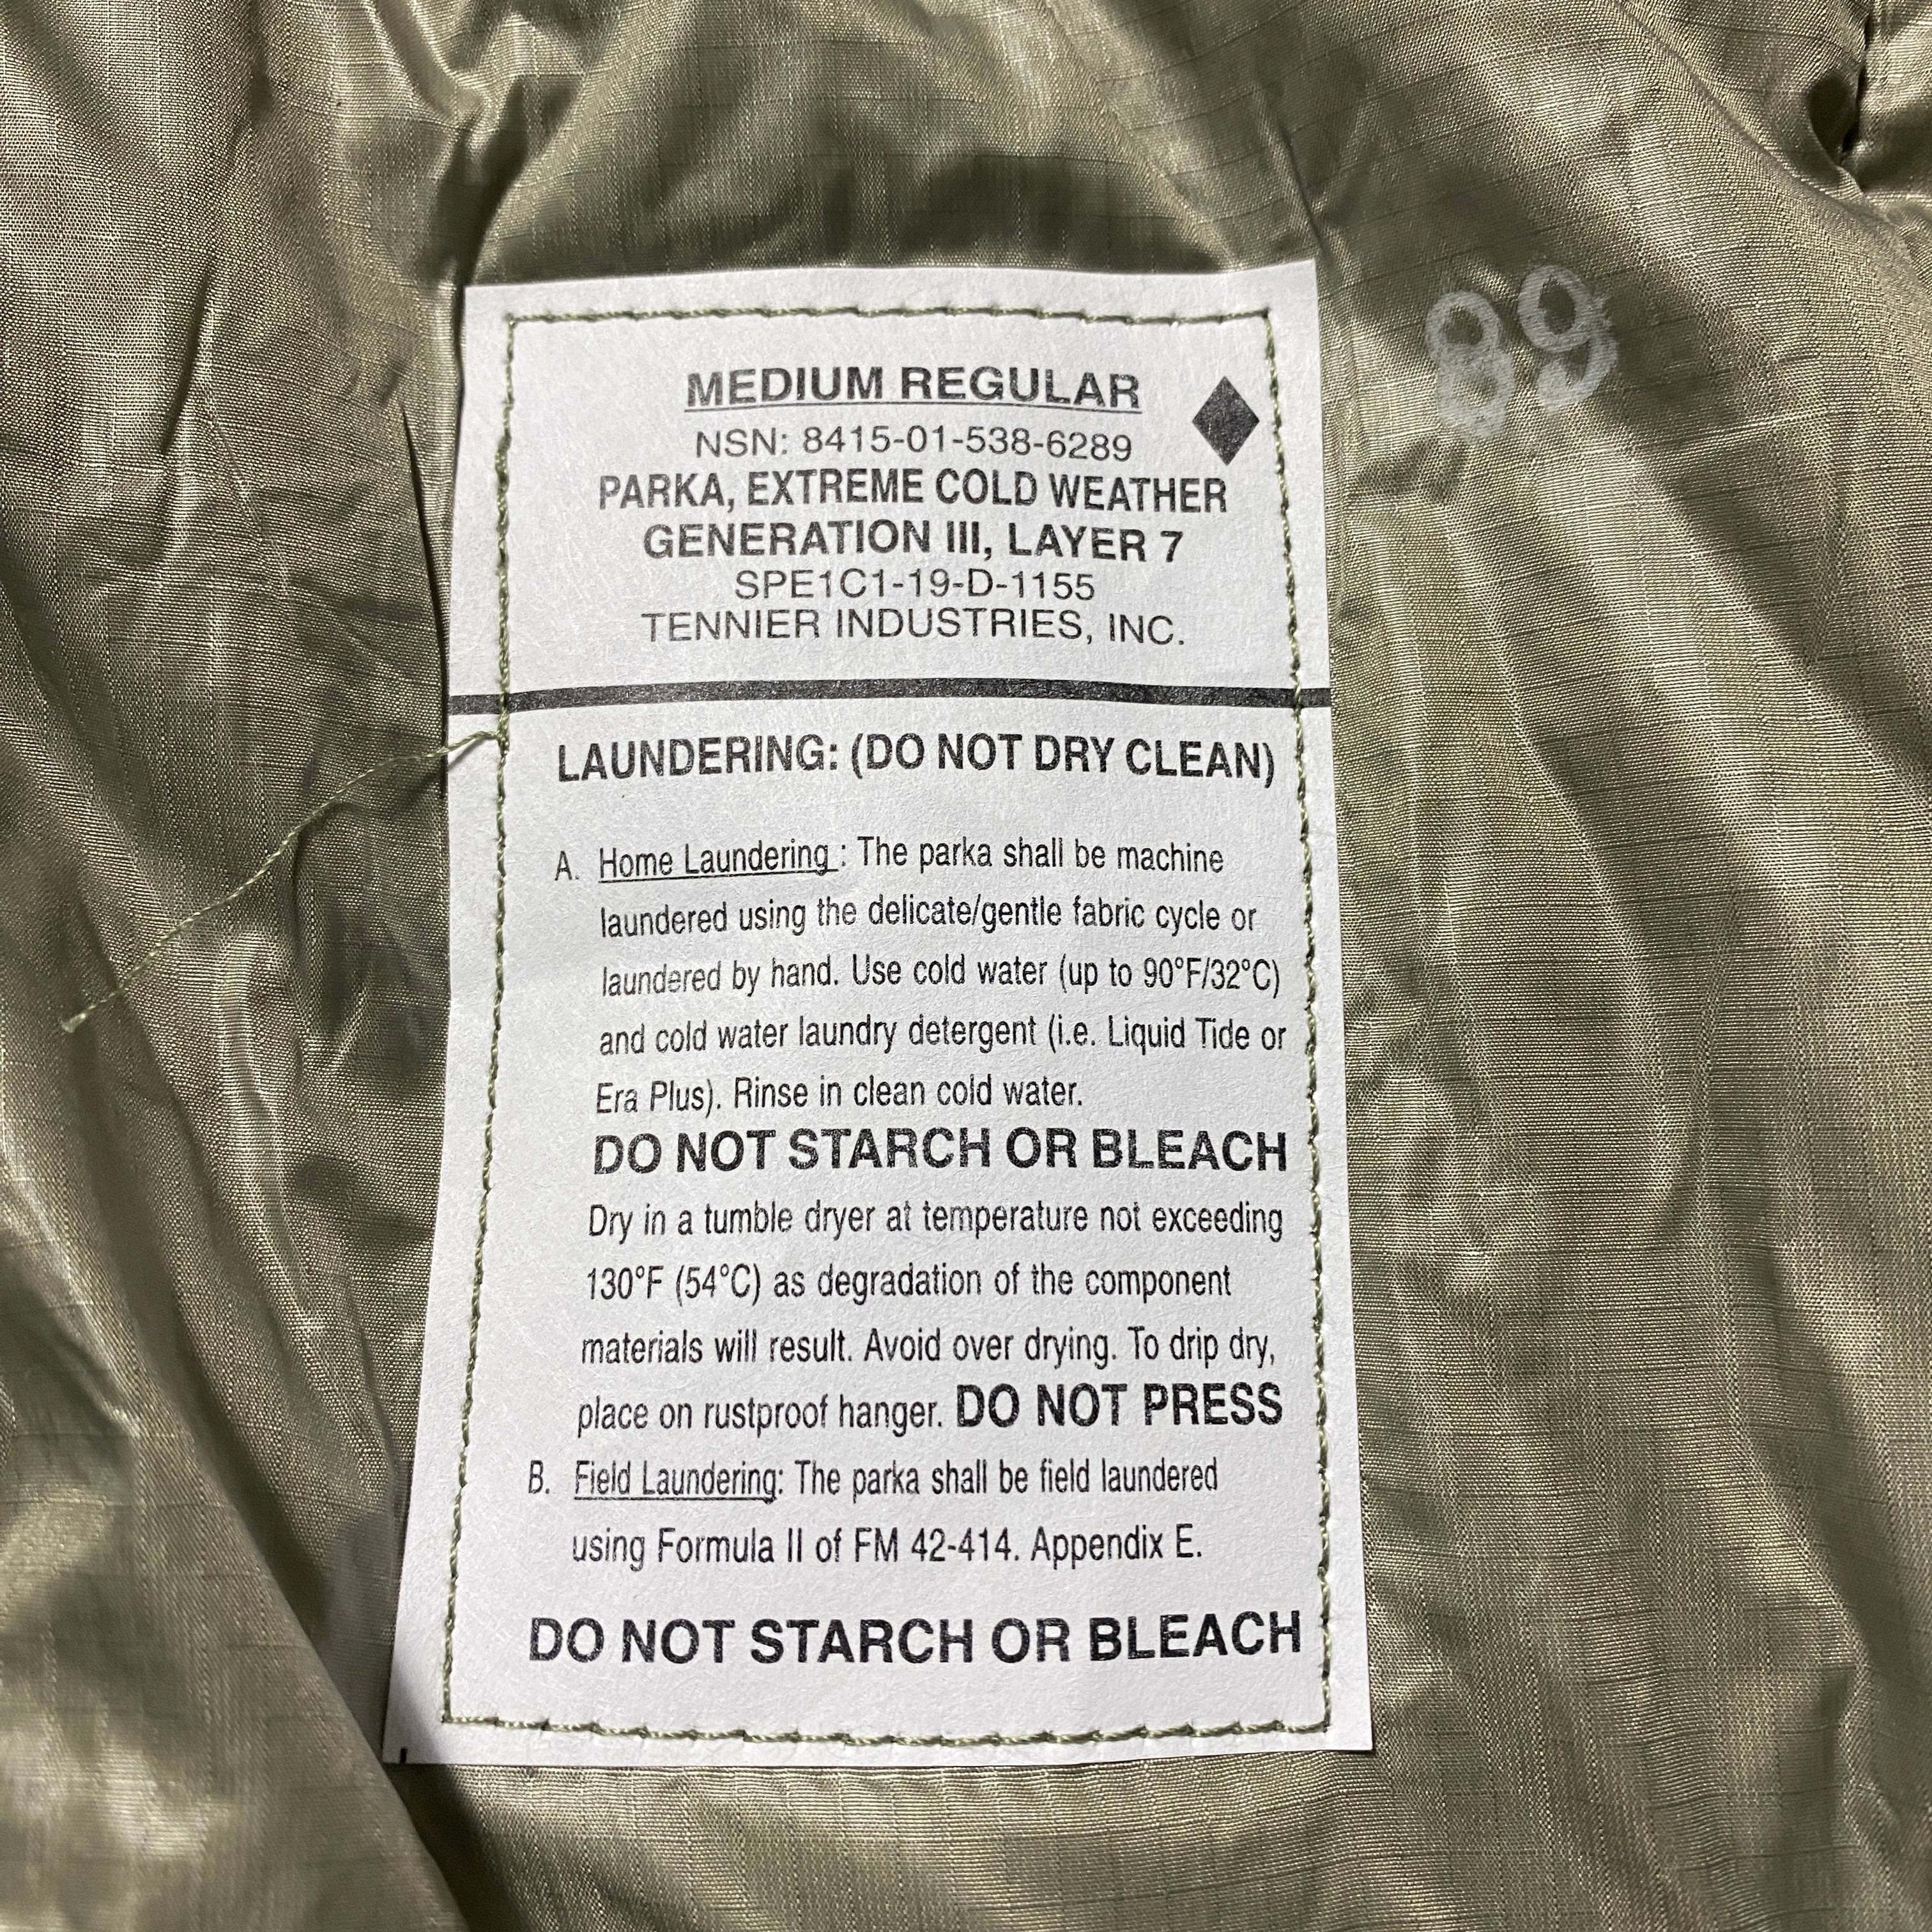 MEDIUM REGULAR
NSN: 8415-01-538-6289
PARKA, EXTREME COLD WEATHER
GENERATION III, LAYER 7
SPE1C1-19-D-1155
TENNIER INDUSTRIES, INC.
89
LAUNDERING: (DO NOT DRY CLEAN)
A. Home Laundering : The parka shall be machine
laundered using the delicate/gentle fabric cycle or
laundered by hand. Use cold water (up to 90°F/32°C)
and cold water laundry detergent (i.e. Liquid Tide or
Era Plus). Rinse in clean cold water.
DO NOT STARCH OR BLEACH
Dry in a tumble dryer at temperature not exceeding
130°F (54°C) as degradation of the component
materials will result. Avoid over drying. To drip dry,
place on rustproof hanger. DO NOT PRESS
B. Field Laundering: The parka shall be field laundered
using Formula II of FM 42-414. Appendix E.
DO NOT STARCH OR BLEACH